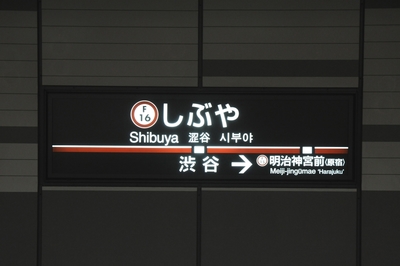 F
16
しぶや
Shibuya 涩谷 시부야
渋谷 → 明治神宮前〈原宿〉
Meiji-jingūmae 'Harajuku'